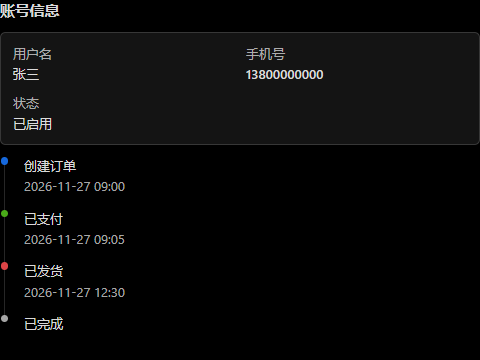 账号信息
用户名
手机号
张三
13800000000
状态
已启用
创建订单
2026-11-27 09:00
已支付
2026-11-27 09:05
已发货
2026-11-27 12:30
已完成